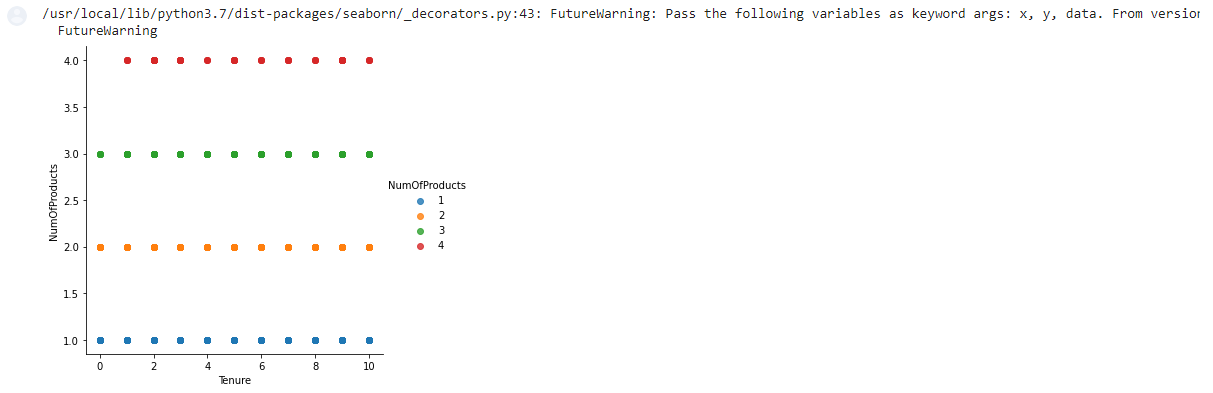 /usr/local/lib/python3.7/dist-packages/seaborn/_decorators.py:43: FutureWarning: Pass the following variables as keyword args: x, y, data. From version
FutureWarning
4.0
3.5
3.0
2.5
2.0
1.5
1.0
NumOfProducts
0 2 4 6 8 10
Tenure
NumOfProducts
1
2
3
4